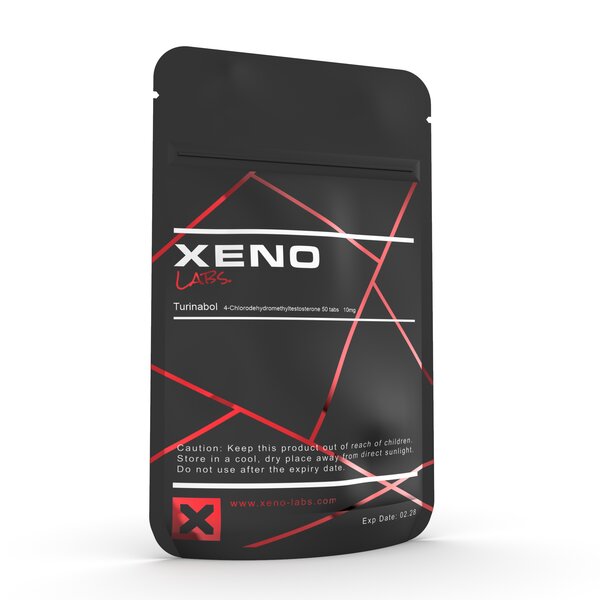 XENO
LABS.
Turinabol 4-Chlorodehydromethyltestosterone 50 tabs 10mg
Caution: Keep this product out of reach of children.
Store in a cool, dry place away from direct sunlight.
Do not use after the expiry date.
www.xeno-labs.com
X
Exp Date: 02.28